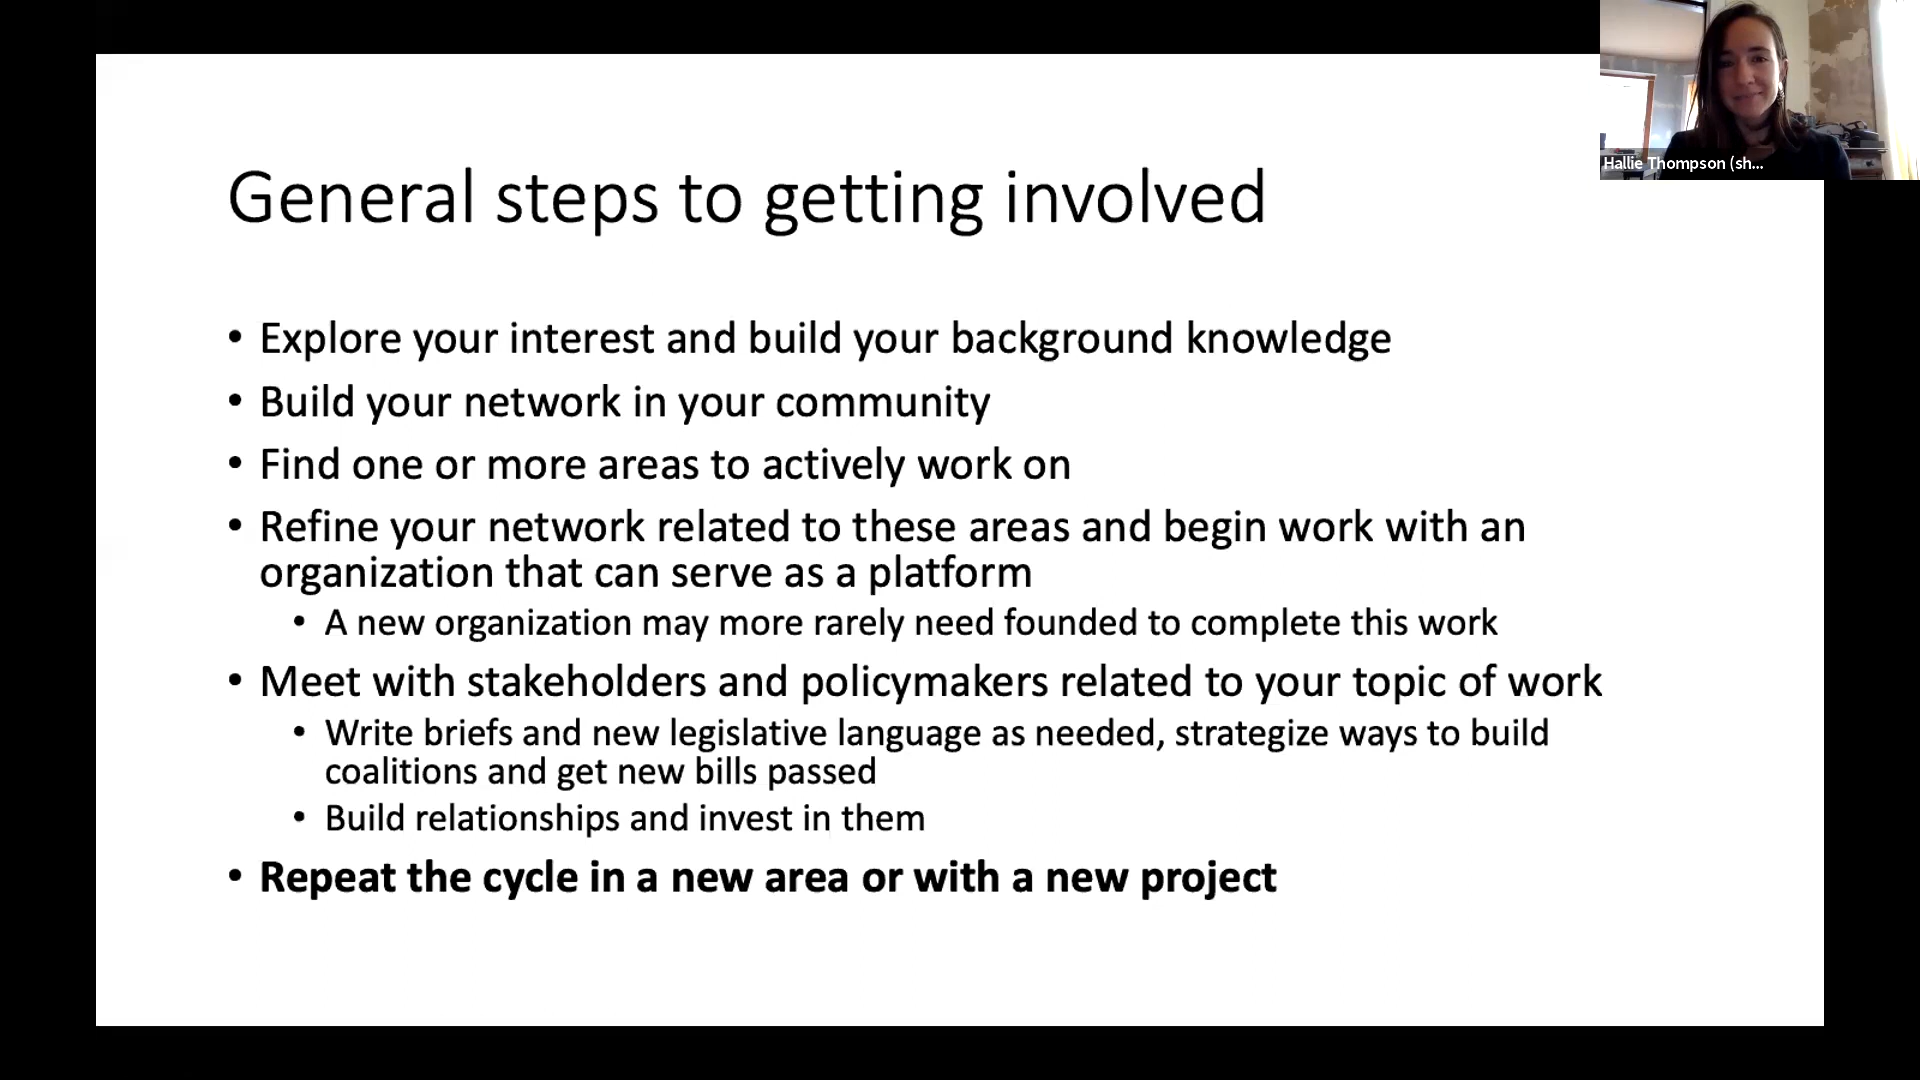 Hallie Thompson (sh...
General steps to getting involved
• Explore your interest and build your background knowledge
• Build your network in your community
• Find one or more areas to actively work on
• Refine your network related to these areas and begin work with an
organization that can serve as a platform
• A new organization may more rarely need founded to complete this work
• Meet with stakeholders and policymakers related to your topic of work
• Write briefs and new legislative language as needed, strategize ways to build
coalitions and get new bills passed
• Build relationships and invest in them
• Repeat the cycle in a new area or with a new project